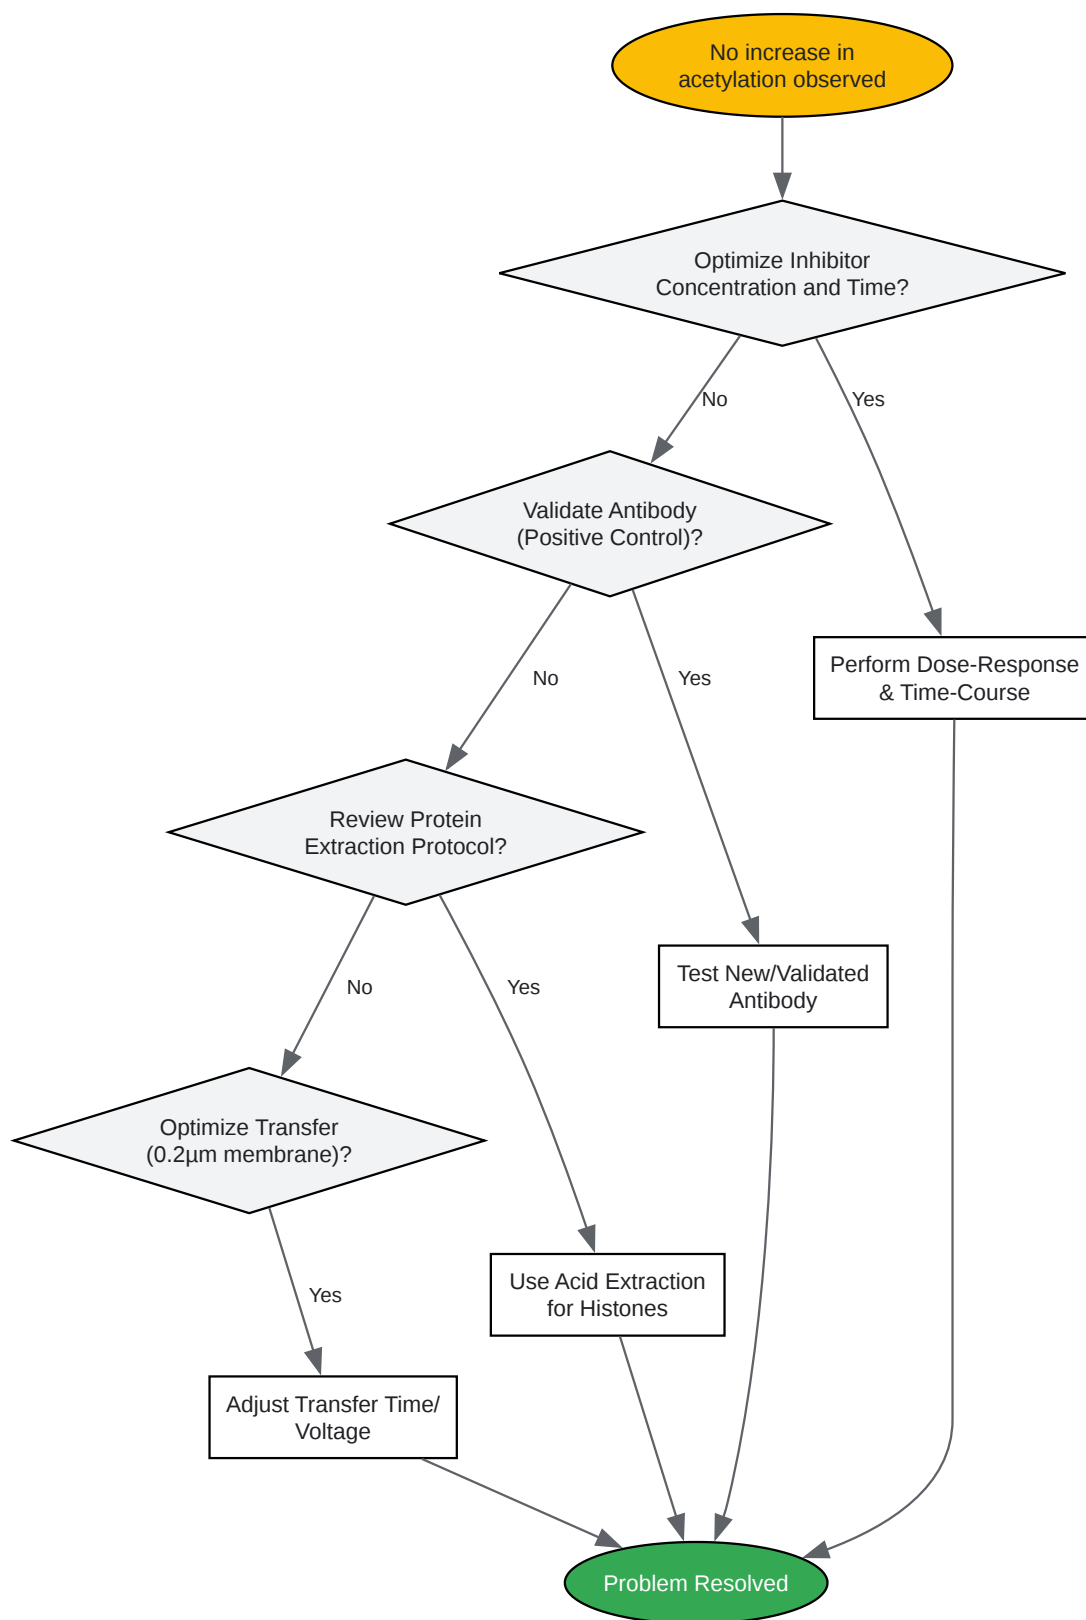 No increase in
acetylation observed
Optimize Inhibitor
Concentration and Time?
No
Yes
Validate Antibody
(Positive Control)?
Perform Dose-Response
& Time-Course
No
Yes
Review Protein
Extraction Protocol?
Test New/Validated
Antibody
No
Yes
Optimize Transfer
(0.2µm membrane)?
Use Acid Extraction
for Histones
Yes
Adjust Transfer Time/
Voltage
Problem Resolved